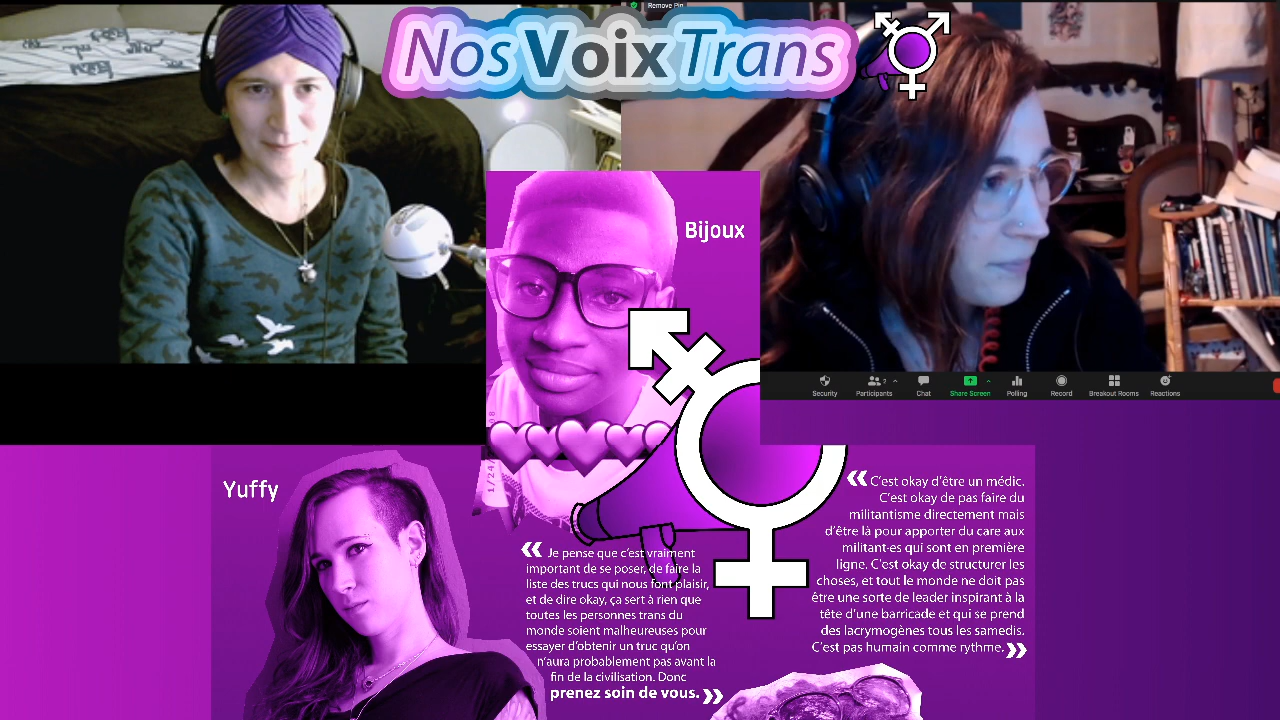 Remove Pin
Nos Voix Trans
Bijoux
2
Security
Participants
Chat
Share Screen
Polling
Record
Breakout Rooms
Reactions
Yuffy
1/24/
« Je pense que c'est vraiment
important de se poser, de faire la
liste des trucs qui nous font plaisir,
et de dire okay, ça sert à rien que
toutes les personnes trans du
monde soient malheureuses pour
essayer d'obtenir un truc qu'on
n'aura probablement pas avant la
fin de la civilisation. Donc
prenez soin de vous. »
« C'est okay d'être un médic.
C'est okay de pas faire du
militantisme directement mais
d'être là pour apporter du care aux
militant·es qui sont en première
ligne. C'est okay de structurer les
choses, et tout le monde ne doit pas
être une sorte de leader inspirant à la
tête d'une barricade et qui se prend
des lacrymogènes tous les samedis.
C'est pas humain comme rythme. »